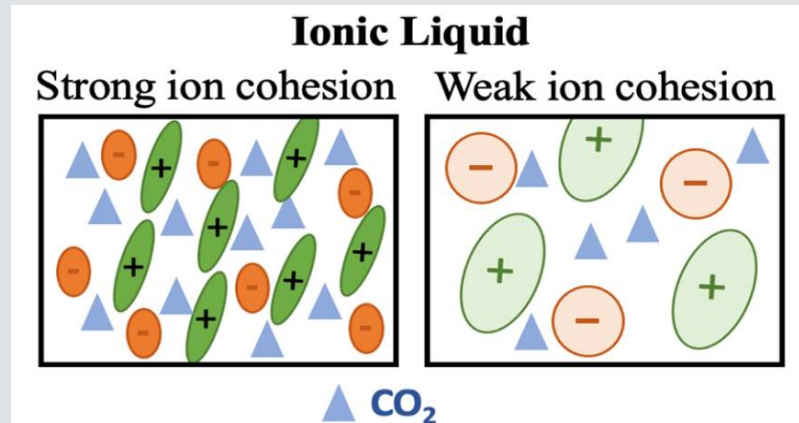 Ionic Liquid
Strong ion cohesion
Weak ion cohesion
- + - + -
+ - + + - +
- + -
- + -
+ +
-
CO₂